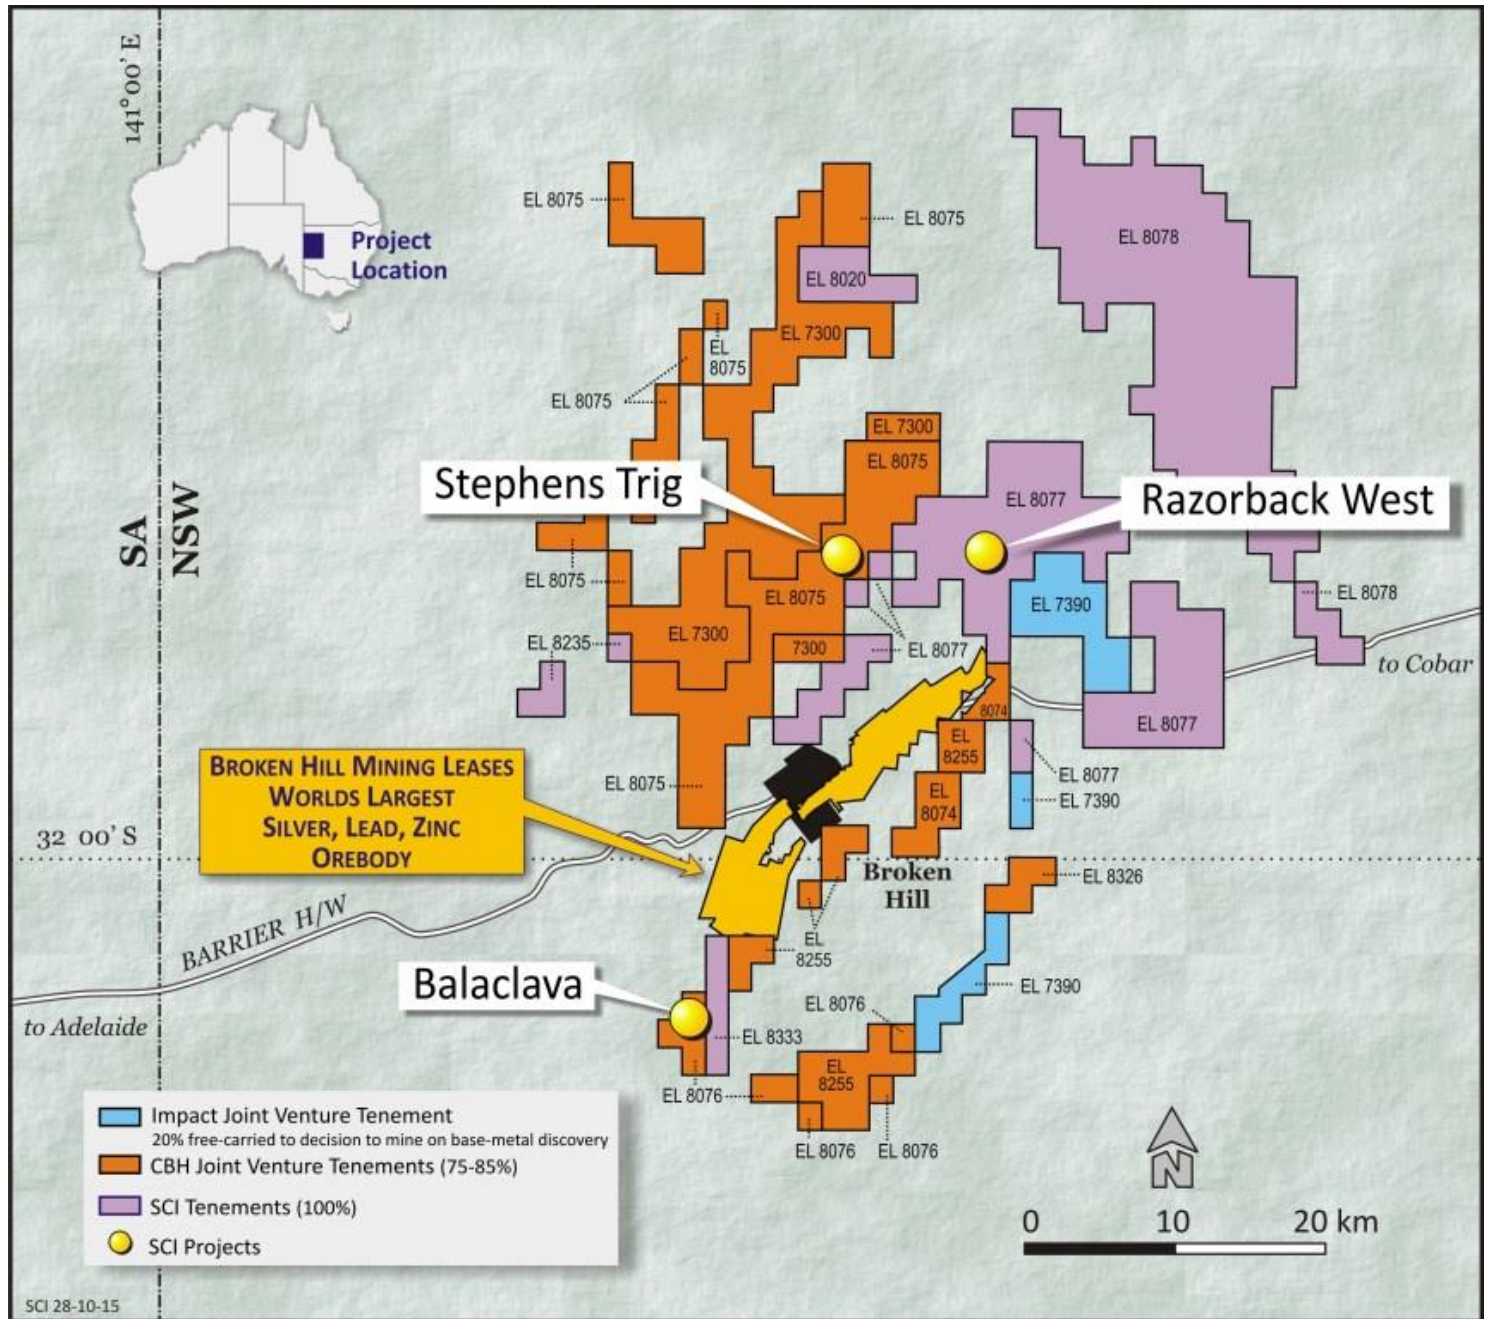 141°00' E
Project
Location
EL 8075
EL 8075
EL 8078
EL 8020
EL 7300
EL
8075
EL 8075
EL 7300
EL 8075
Stephens Trig
EL 8077
Razorback West
SA
NSW
EL 8075
EL 8075
EL 7390
EL 8078
EL 8235
EL 7300
7300
EL 8077
to Cobar
8074
EL 8077
EL
8255
EL 8077
EL 8075
EL
8074
EL 7390
BROKEN HILL MINING LEASES
WORLDS LARGEST
SILVER, LEAD, ZINC
OREBODY
32 00' S
Broken
Hill
EL 8326
BARRIER H/W
EL
8255
Balaclava
EL 7390
EL 8076
to Adelaide
EL 8333
EL
8255
EL 8076
EL 8076
EL 8076
Impact Joint Venture Tenement
20% free-carried to decision to mine on base-metal discovery
CBH Joint Venture Tenements (75-85%)
SCI Tenements (100%)
SCI Projects
N
0 10 20 km
SCI 28-10-15